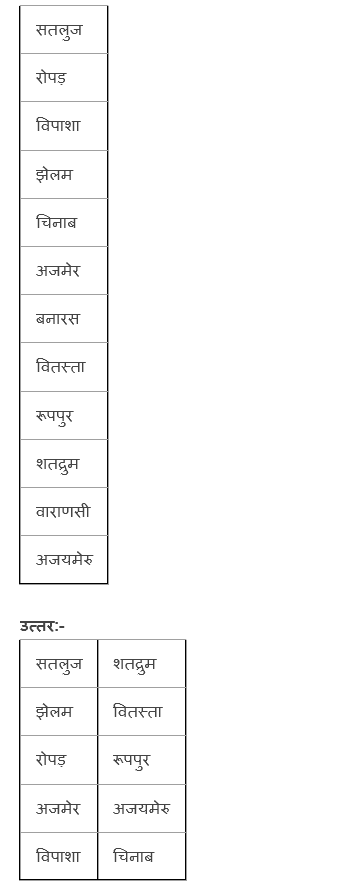 सतलुज
रोपड़
विपाशा
झेलम
चिनाब
अजमेर
बनारस
वितस्ता
रूपपुर
शतद्रुम
वाराणसी
अजयमेरु
उत्तर:-
सतलुज शतद्रुम
झेलम वितस्ता
रोपड़ रूपपुर
अजमेर अजयमेरु
विपाशा चिनाब